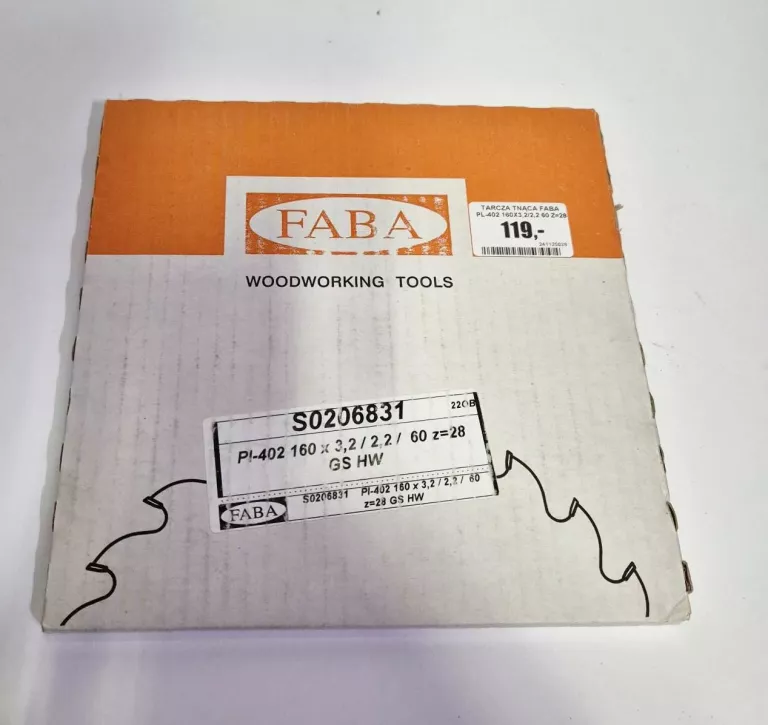 FABA
WOODWORKING TOOLS
TARCZA TNĄCA FABA
PL-402 160X3,2/2,2 60 Z=28
119,-
S0206831
22GB
PI-402 160 x 3,2 / 2,2 / 60 z=28
GS HW
FABA
S0206831 PI-402 160 x 3,2 / 2,2 / 60
z=28 GS HW